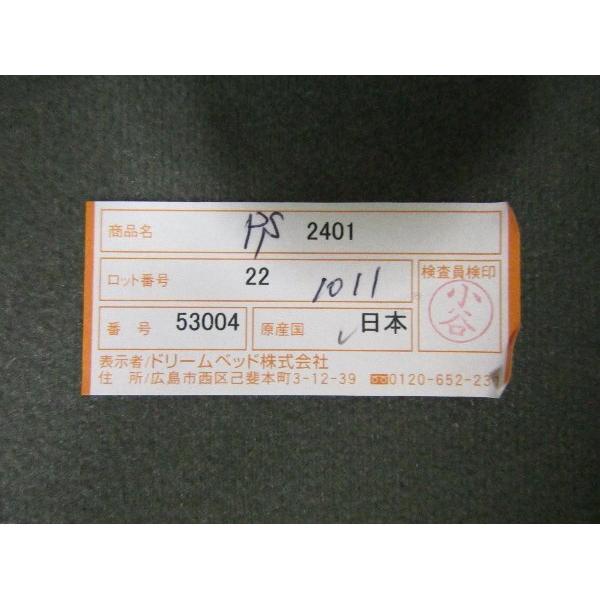 商品名 2401
ロット番号 22 1011
検査員検印
小谷
番 号 53004 原産国 日本
表示者/ドリームベッド株式会社
住 所/広島市西区己斐本町3-12-39 0120-652-23